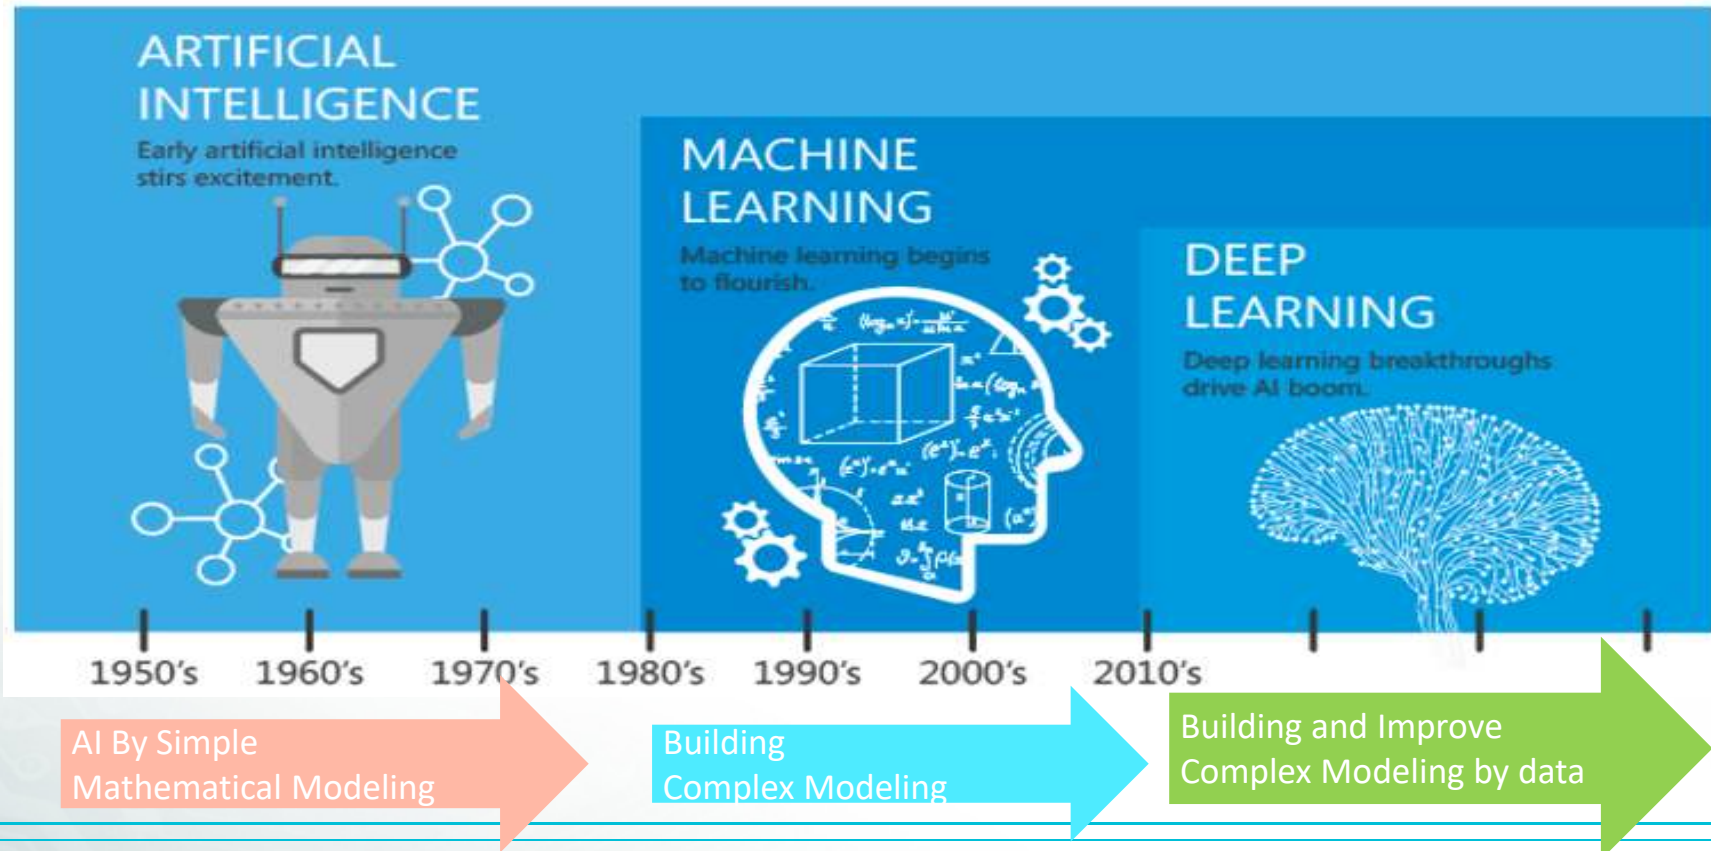 ARTIFICIAL
INTELLIGENCE
Early artificial intelligence
stirs excitement.
MACHINE
LEARNING
Machine learning begins
to flourish.
DEEP
LEARNING
Deep learning breakthroughs
drive AI boom.
1950's 1960's 1970's 1980's 1990's 2000's 2010's
AI By Simple
Mathematical Modeling
Building
Complex Modeling
Building and Improve
Complex Modeling by data